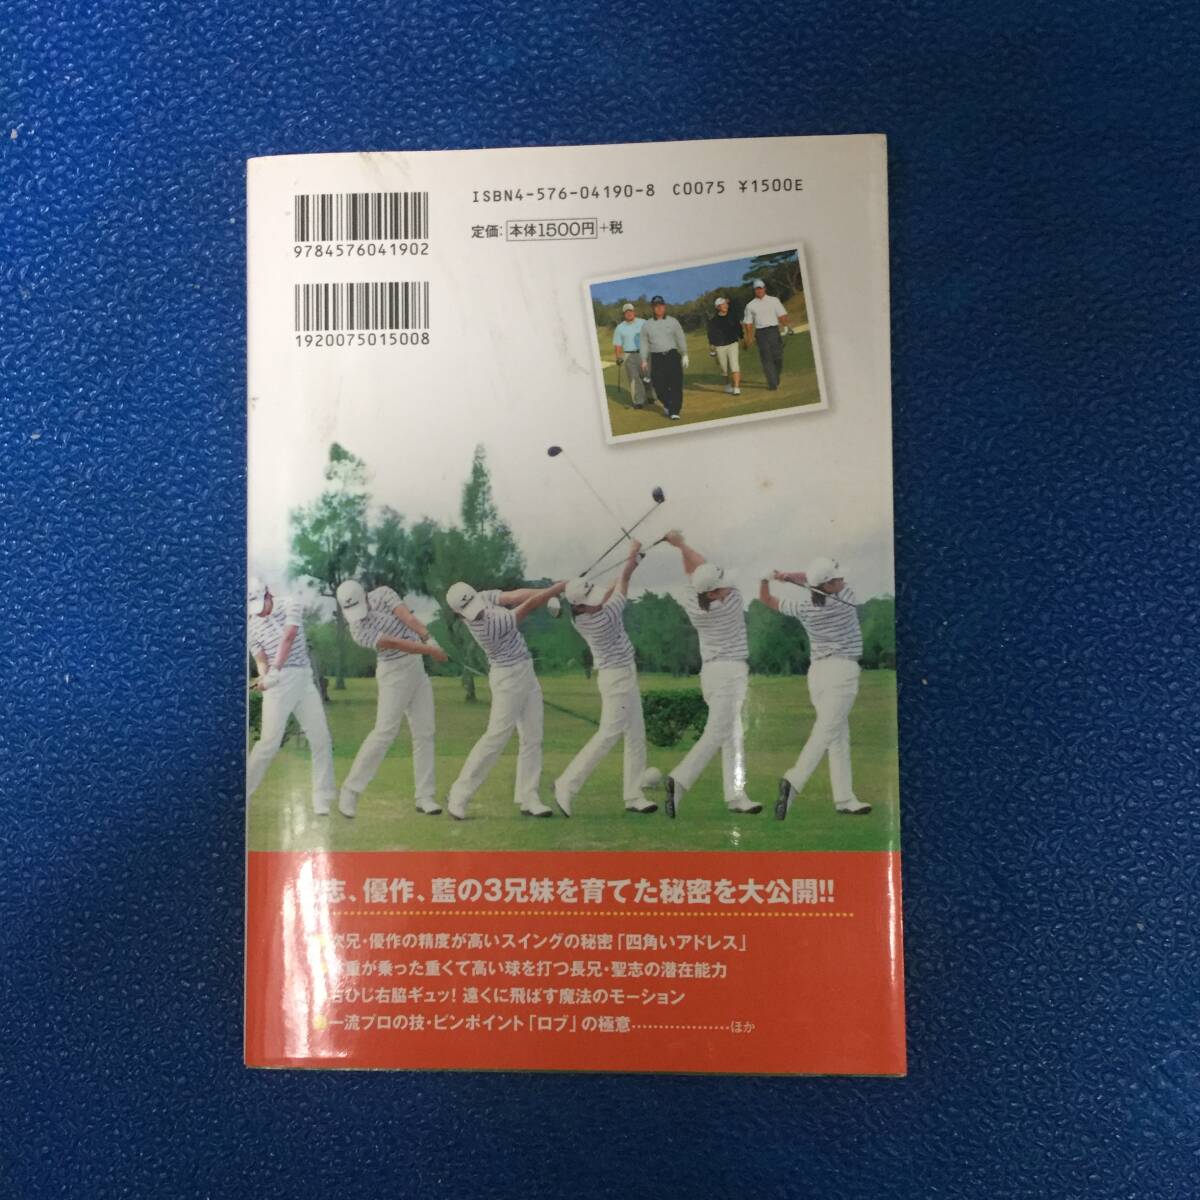 ISBN4-576-04190-8 C0075 ¥1500E
定価：本体1500円+税
9784576041902
1920075015008
志、優作、藍の3兄妹を育てた秘密を大公開!!
次兄・優作の精度が高いスイングの秘密「四角いアドレス」
重が乗った重くて高い球を打つ長兄・聖志の潜在能力
右ひじ右脇ギュッ！遠くに飛ばす魔法のモーション
一流プロの技・ピンポイント「ロブ」の極意………………ほか